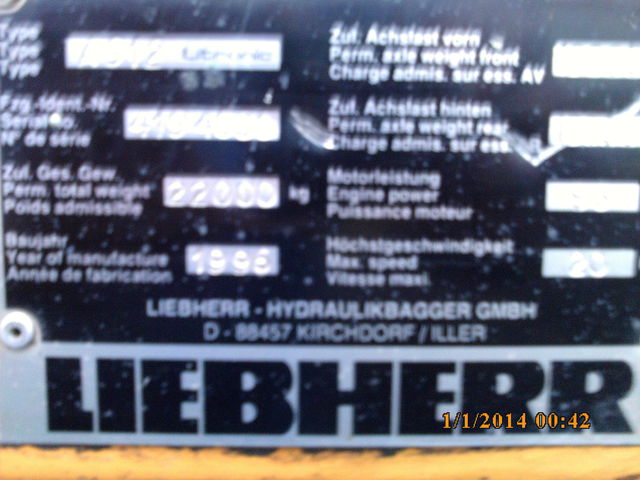 Type
Type Litronic
Type
Fzg.-Ident.-Nr.
Serial no.
N° de série
Zul. Ges. Gew.
Perm. total weight 22000 kg
Poids admissible
Baujahr
Year of manufacture
Année de fabrication
Zul. Achslast vorn
Perm. axle weight front
Charge admis. sur ess. AV
Zul. Achslast hinten
Perm. axle weight rear
Charge admis. sur ess.
Motorleistung
Engine power
Puissance moteur
Höchstgeschwindigkeit
Max. speed 20
Vitesse maxi.
LIEBHERR - HYDRAULIKBAGGER GMBH
D - 88457 KIRCHDORF / ILLER
LIEBHERR
1/1/2014 00:42